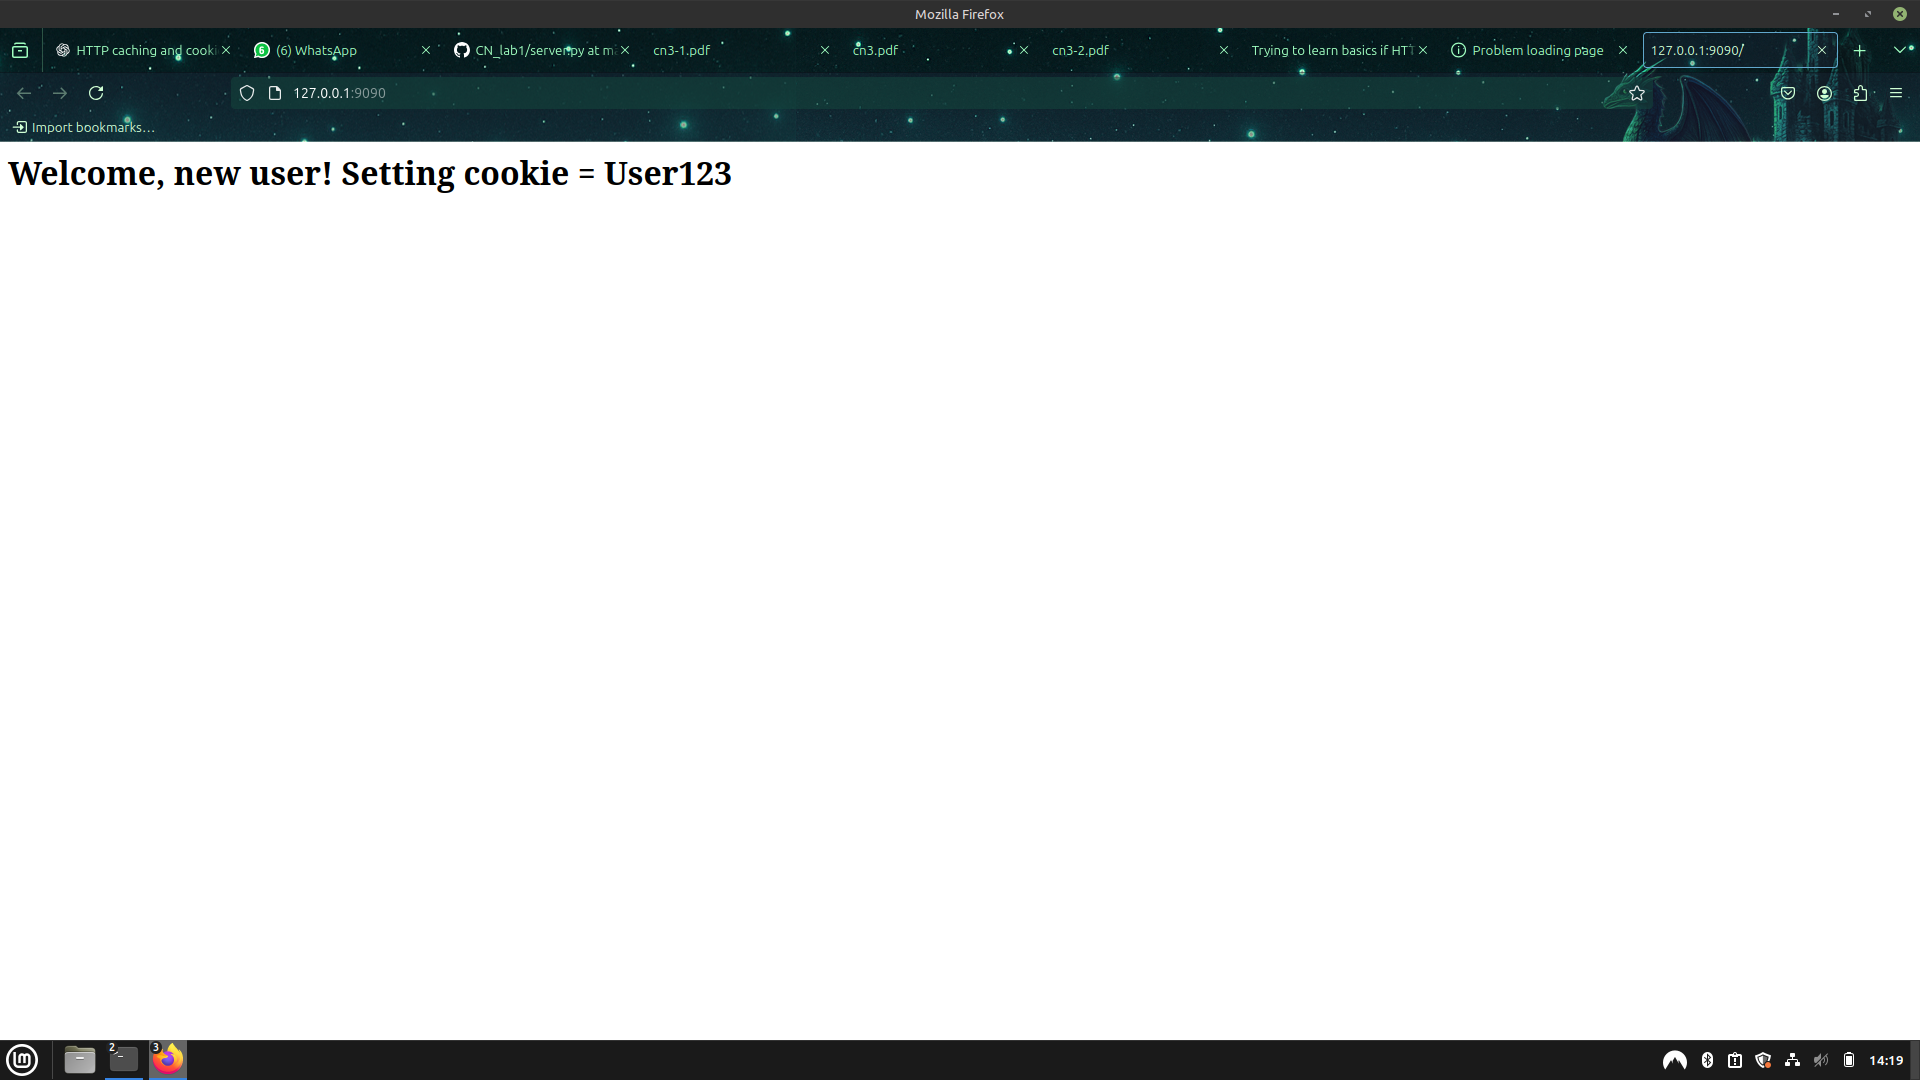 Mozilla Firefox
HTTP caching and cooki
6 (6) WhatsApp
CN_lab1/server.py at m
cn3-1.pdf
cn3.pdf
cn3-2.pdf
Trying to learn basics if HT
Problem loading page
127.0.0.1:9090/
127.0.0.1:9090
Import bookmarks...
Welcome, new user! Setting cookie = User123
2
3
14:19